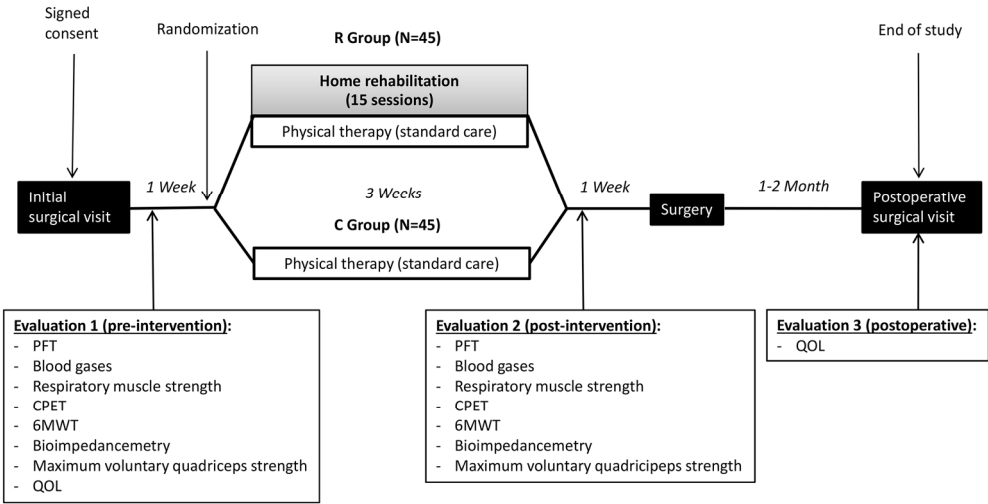 Signed
consent
Randomization
R Group (N=45)
End of study
Home rehabilitation
(15 sessions)
Physical therapy (standard care)
Initial
surgical visit
1 Week
3 Weeks
1 Week
Surgery
1-2 Month
Postoperative
surgical visit
C Group (N=45)
Physical therapy (standard care)
Evaluation 1 (pre-intervention):
- PFT
- Blood gases
- Respiratory muscle strength
- CPET
- 6MWT
- Bioimpedancemetry
- Maximum voluntary quadriceps strength
- QOL
Evaluation 2 (post-intervention):
- PFT
- Blood gases
- Respiratory muscle strength
- CPET
- 6MWT
- Bioimpedancemetry
- Maximum voluntary quadricipeps strength
Evaluation 3 (postoperative):
- QOL